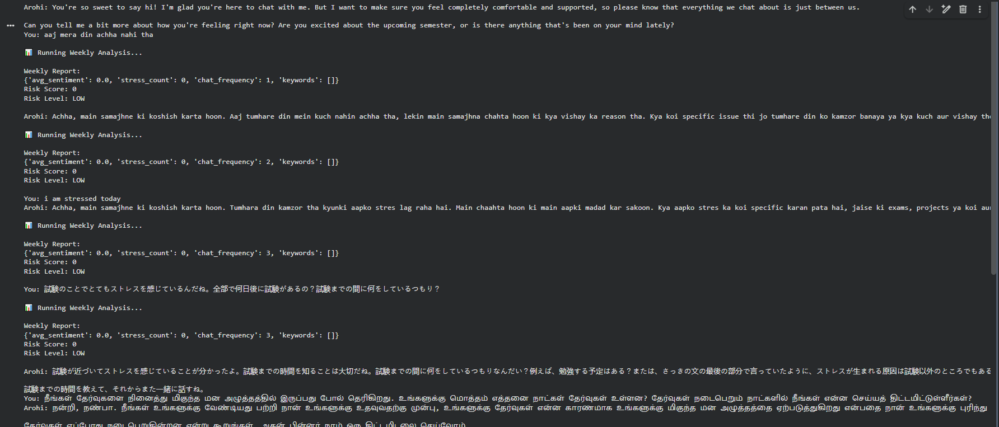 Arohi: You're so sweet to say hi! I'm glad you're here to chat with me. But I want to make sure you feel completely comfortable and supported, so please know that everything we chat about is just between us.
Can you tell me a bit more about how you're feeling right now? Are you excited about the upcoming semester, or is there anything that's been on your mind lately?
You: aaj mera din achha nahi tha
📊 Running Weekly Analysis...
Weekly Report:
{'avg_sentiment': 0.0, 'stress_count': 0, 'chat_frequency': 1, 'keywords': []}
Risk Score: 0
Risk Level: LOW
Arohi: Achha, main samajhne ki koshish karta hoon. Aaj tumhare din mein kuch nahin achha tha, lekin main samajhna chahta hoon ki kya vishay ka reason tha. Kya koi specific issue thi jo tumhare din ko kamzor banaya ya kya kuch aur vishay
📊 Running Weekly Analysis...
Weekly Report:
{'avg_sentiment': 0.0, 'stress_count': 0, 'chat_frequency': 2, 'keywords': []}
Risk Score: 0
Risk Level: LOW
You: i am stressed today
Arohi: Achha, main samajhne ki koshish karta hoon. Tumhara din kamzor tha kyunki aapko stres lag raha hai. Main chaahta hoon ki main aapki madad kar sakoon. Kya aapko stres ka koi specific karan pata hai, jaise ki exams, projects ya koi
📊 Running Weekly Analysis...
Weekly Report:
{'avg_sentiment': 0.0, 'stress_count': 0, 'chat_frequency': 3, 'keywords': []}
Risk Score: 0
Risk Level: LOW
You: 試験のことでとてもストレスを感じているんだね。全部で何日後に試験があるの？試験までの間に何をしているつもり？
📊 Running Weekly Analysis...
Weekly Report:
{'avg_sentiment': 0.0, 'stress_count': 0, 'chat_frequency': 3, 'keywords': []}
Risk Score: 0
Risk Level: LOW
Arohi: 試験が近づいてストレスを感じていることが分かったよ。試験までの時間を知ることは大切だね。試験までの間に何をしているつもりなんだい？例えば、勉強する予定はある？または、さっきの文の最後の部分で言っていたように、ストレスが生まれる原因は試験以外のところでもある
試験までの時間を教えて、それからまた一緒に話すね。
You: நீங்கள் தேர்வுகளை நினைத்து மிகுந்த மன அழுத்தத்தில் இருப்பது போல் தெரிகிறது. உங்களுக்கு மொத்தம் எத்தனை நாட்கள் தேர்வுகள் உள்ளன? தேர்வுகள் நடைபெறும் நாட்களில் நீங்கள் என்ன செய்யத் திட்டமிட்டுள்ளீர்கள்?
Arohi: நன்றி, நண்பா. நீங்கள் உங்களுக்கு வேண்டியது பற்றி நான் உங்களுக்கு உதவுவதற்கு முன்பு, உங்களுக்கு தேர்வுகள் என்ன காரணமாக உங்களுக்கு மிகுந்த மன அழுத்தத்தை ஏற்படுத்துகிறது என்பதை நான் உங்களுக்கு புரிந்து